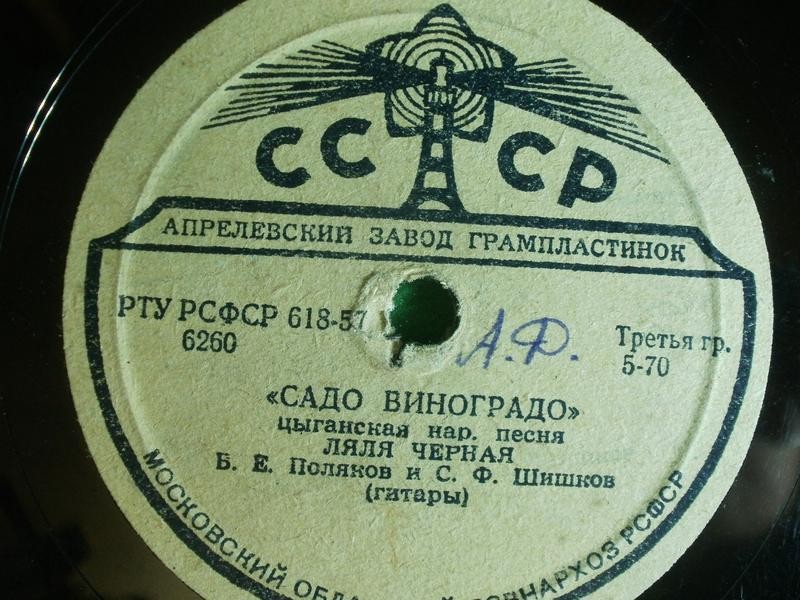 СССР
АПРЕЛЕВСКИЙ ЗАВОД ГРАМПЛАСТИНОК
РТУ РСФСР 618-57
6260
А.Ф.
Третья гр.
5-70
«САДО ВИНОГРАДО»
цыганская нар. песня
ЛЯЛЯ ЧЕРНАЯ
Б. Е. Поляков и С. Ф. Шишков
(гитары)
МОСКОВСКИЙ РСФСР